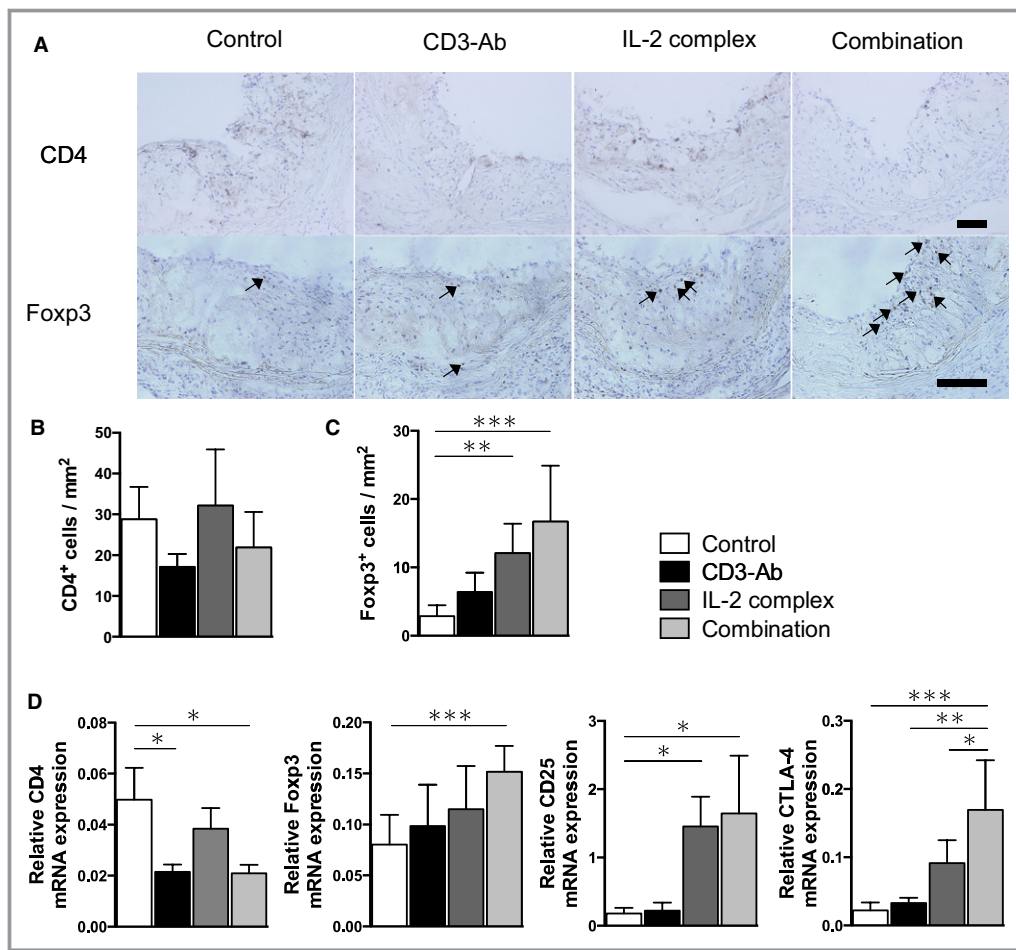 A
Control CD3-Ab IL-2 complex Combination
CD4
Foxp3
B
CD4⁺ cells / mm²
50
40
30
20
10
0
C
Foxp3⁺ cells / mm²
30
20
10
0
***
**
Control
CD3-Ab
IL-2 complex
Combination
D
Relative CD4
mRNA expression
0.08
0.06
0.04
0.02
0.00
*
*
Relative Foxp3
mRNA expression
0.20
0.15
0.10
0.05
0.00
***
Relative CD25
mRNA expression
3
2
1
0
*
*
Relative CTLA-4
mRNA expression
0.3
0.2
0.1
0.0
***
**
*